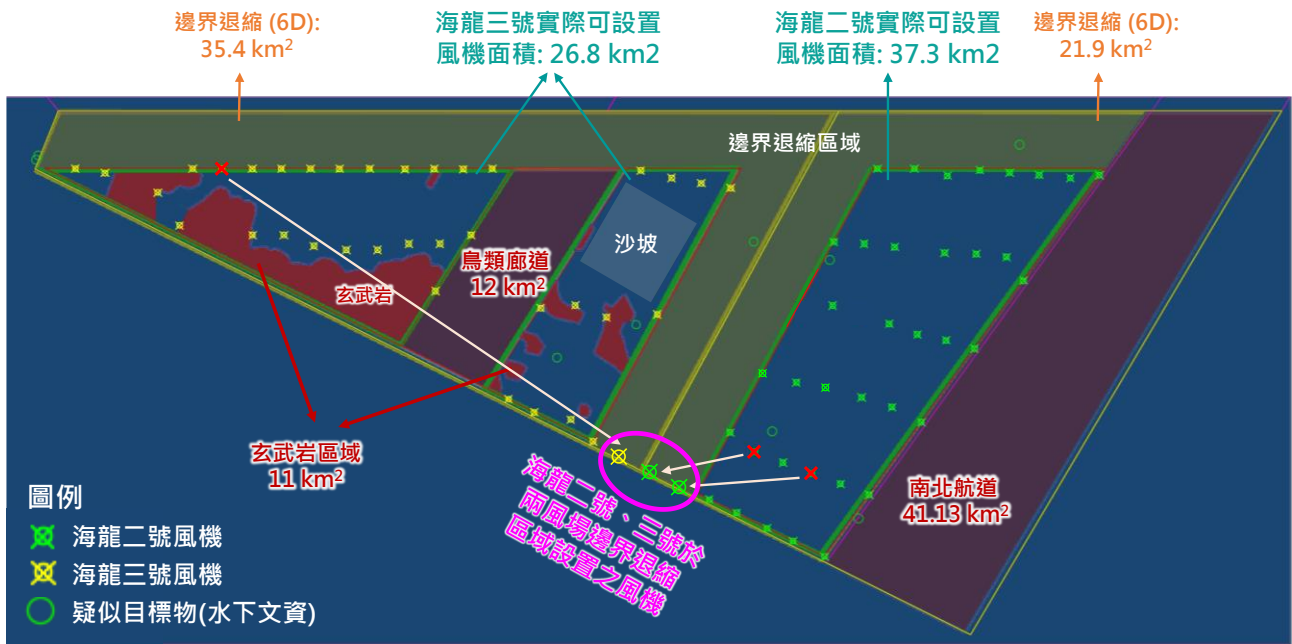 邊界退縮 (6D):
35.4 km²
海龍三號實際可設置
風機面積: 26.8 km2
海龍二號實際可設置
風機面積: 37.3 km2
邊界退縮 (6D):
21.9 km²
邊界退縮區域
沙坡
鳥類廊道
12 km²
玄武岩
玄武岩區域
11 km²
海龍二號、三號於
兩風場邊界退縮
區域設置之風機
南北航道
41.13 km²
圖例
海龍二號風機
海龍三號風機
疑似目標物(水下文資)